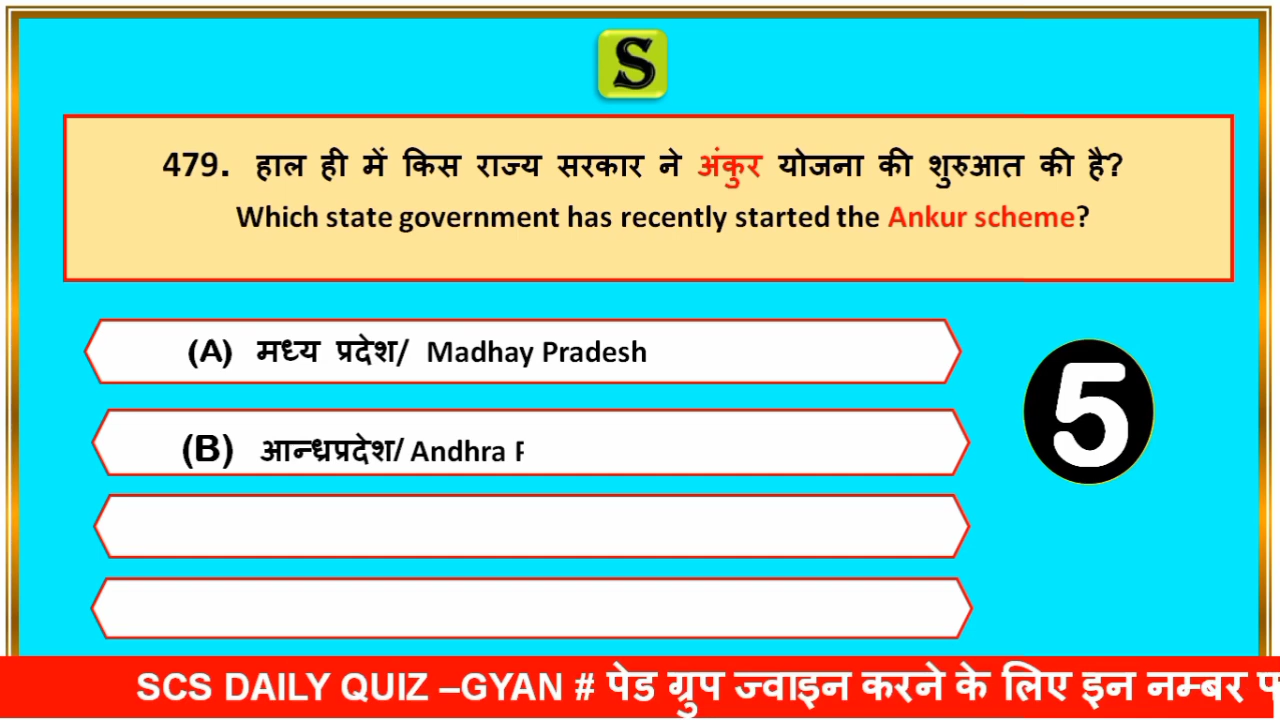 S
479. हाल ही में किस राज्य सरकार ने अंकुर योजना की शुरुआत की है?
Which state government has recently started the Ankur scheme?
(A) मध्य प्रदेश/ Madhay Pradesh
(B) आन्ध्रप्रदेश/ Andhra
5
SCS DAILY QUIZ –GYAN # पेड ग्रुप ज्वाइन करने के लिए इन नम्बर